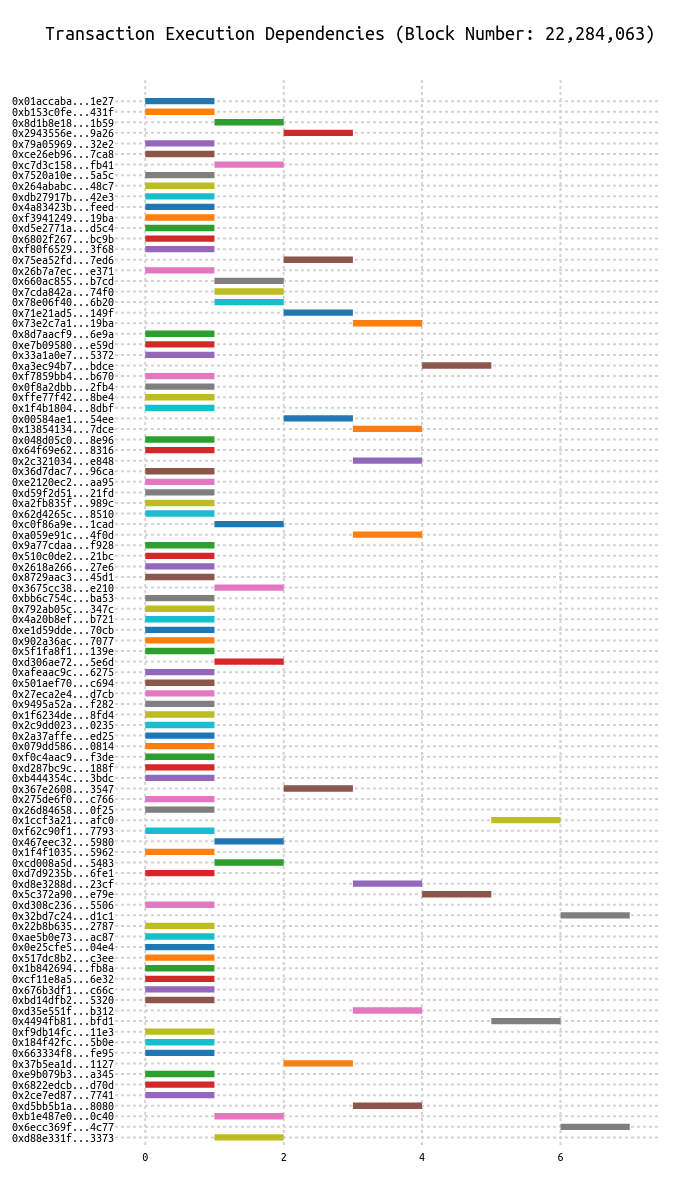 Transaction Execution Dependencies (Block Number: 22,284,063)
0x01accaba...1e27
0xb153c0fe...431f
0x8d1b8e18...1b59
0x2943556e...9a26
0x79a05969...32e2
0xce26eb96...7ca8
0xc7d3c158...fb41
0x7520a10e...5a5c
0x264ababc...48c7
0xdb27917b...42e3
0x4a83423b...feed
0xf3941249...19ba
0xd5e2771a...d5c4
0x6802f267...bc9b
0xf80f6529...3f68
0x75ea52fd...7ed6
0x26b7a7ec...e371
0x660ac855...b7cd
0x7cda842a...74f0
0x78e06f40...6b20
0x71e21ad5...149f
0x73e2c7a1...19ba
0x8d7aacf9...6e9a
0xe7b09580...e59d
0x33a1a0e7...5372
0xa3ec94b7...bdce
0xf7859bb4...b670
0x0f8a2dbb...2fb4
0xffe77f42...8be4
0x1f4b1804...8dbf
0x00584ae1...54ee
0x13854134...7dce
0x048d05c0...8e96
0x64f69e62...8316
0x2c321034...e848
0x36d7dac7...96ca
0xe2120ec2...aa95
0xd59f2d51...21fd
0xa2fb835f...989c
0x62d4265c...8510
0xc0f86a9e...1cad
0xa059e91c...4f0d
0x9a77cdaa...f928
0x510c0de2...21bc
0x2618a266...27e6
0x8729aac3...45d1
0x3675cc38...e210
0xbb6c754c...ba53
0x792ab05c...347c
0x4a20b8ef...b721
0xe1d59dde...70cb
0x902a36ac...7077
0x5f1fa8f1...139e
0xd306ae72...5e6d
0xafeaac9c...6275
0x501aef70...c694
0x27eca2e4...d7cb
0x9495a52a...f282
0x1f6234de...8fd4
0x2c9dd023...0235
0x2a37affe...ed25
0x079dd586...0814
0xf0c4aac9...f3de
0xd287bc9c...188f
0xb444354c...3bdc
0x367e2608...3547
0x275de6f0...c766
0x26d84658...0f25
0x1ccf3a21...afc0
0xf62c90f1...7793
0x467eec32...5980
0x1f4f1035...5962
0xcd008a5d...5483
0xd7d9235b...6fe1
0xd8e3288d...23cf
0x5c372a90...e79e
0xd308c236...5506
0x32bd7c24...d1c1
0x22b8b635...2787
0xae5b0e73...ac87
0x0e25cfe5...04e4
0x517dc8b2...c3ee
0x1b842694...fb8a
0xcf11e8a5...6e32
0x676b3df1...c66c
0xbd14dfb2...5320
0xd35e551f...b312
0x4494fb81...bfd1
0xf9db14fc...11e3
0x184f42fc...5b0e
0x663334f8...fe95
0x37b5ea1d...1127
0xe9b079b3...a345
0x6822edcb...d70d
0x2ce7ed87...7741
0xd5bb5b1a...8080
0xb1e487e0...0c40
0x6ecc369f...4c77
0xd88e331f...3373
0 2 4 6